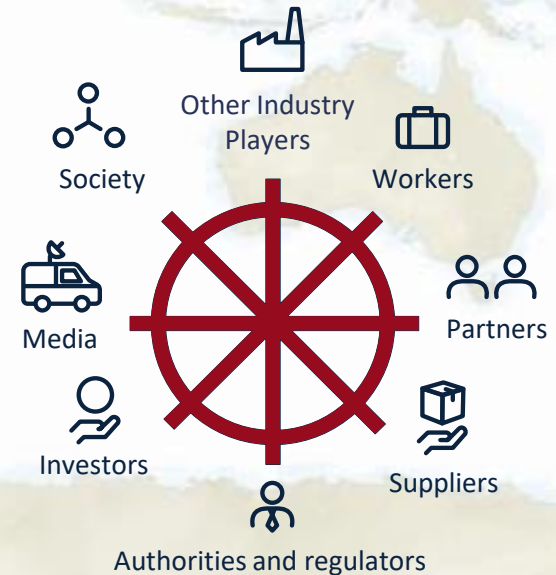 Other Industry
Players
Society
Workers
Media
Partners
Investors
Suppliers
Authorities and regulators